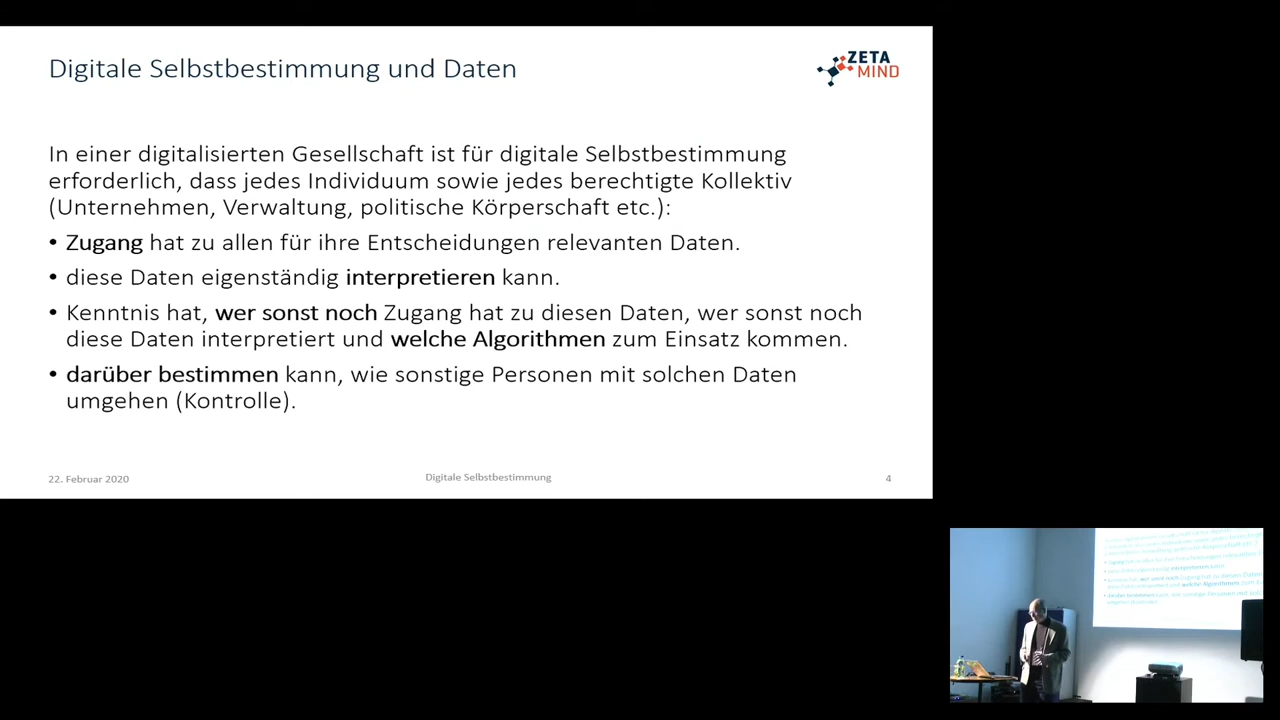 Digitale Selbstbestimmung und Daten
ZETA
MIND
In einer digitalisierten Gesellschaft ist für digitale Selbstbestimmung
erforderlich, dass jedes Individuum sowie jedes berechtigte Kollektiv
(Unternehmen, Verwaltung, politische Körperschaft etc.):
• Zugang hat zu allen für ihre Entscheidungen relevanten Daten.
• diese Daten eigenständig interpretieren kann.
• Kenntnis hat, wer sonst noch Zugang hat zu diesen Daten, wer sonst noch
diese Daten interpretiert und welche Algorithmen zum Einsatz kommen.
• darüber bestimmen kann, wie sonstige Personen mit solchen Daten
umgehen (Kontrolle).
22. Februar 2020
Digitale Selbstbestimmung
4